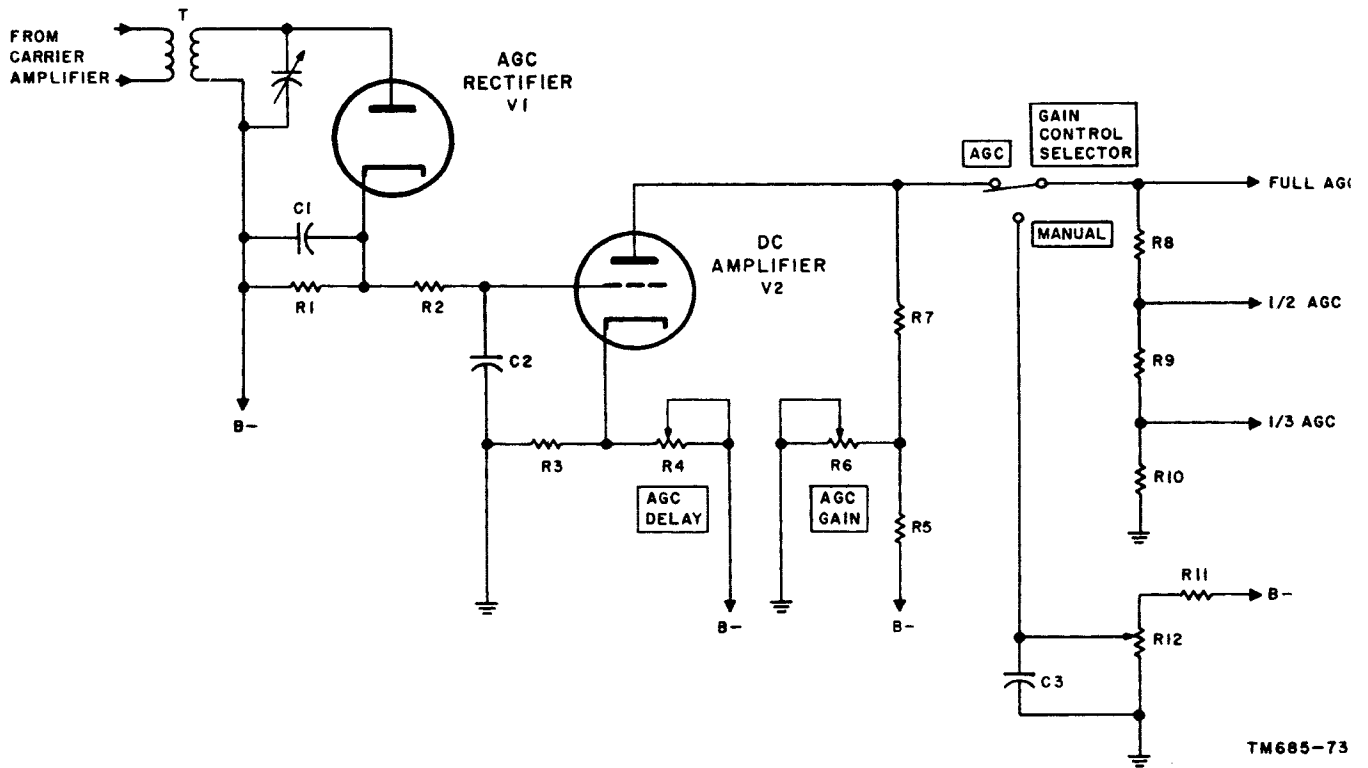 T
FROM
CARRIER
AMPLIFIER
AGC
RECTIFIER
V1
C1
R1
R2
C2
DC
AMPLIFIER
V2
R3
R4
AGC
DELAY
R6
AGC
GAIN
R7
R5
B-
B-
B-
AGC
GAIN
CONTROL
SELECTOR
MANUAL
FULL AGC
R8
1/2 AGC
R9
1/3 AGC
R10
R11
B-
R12
C3
TM685-73